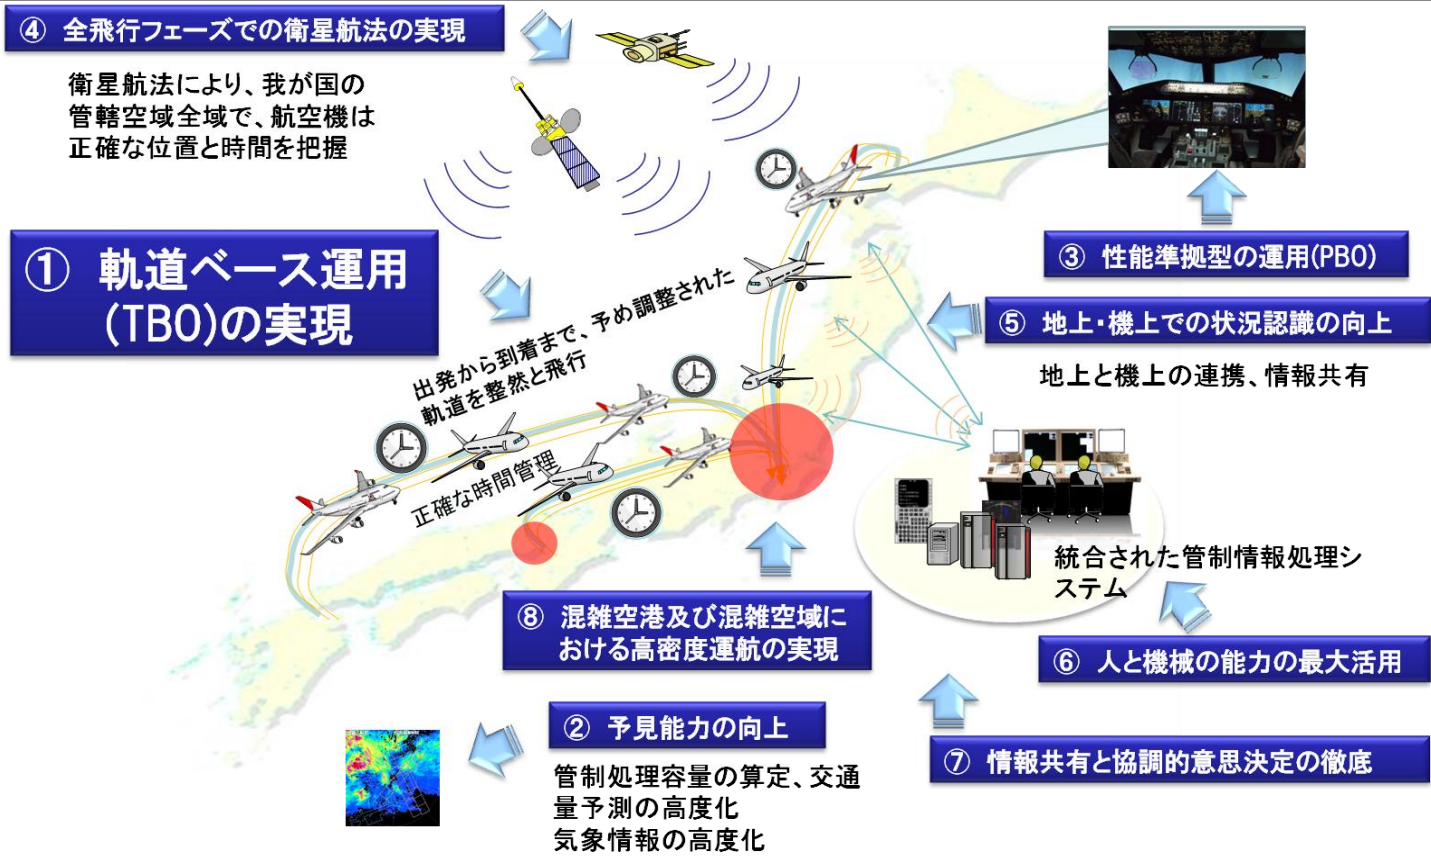 ④ 全飛行フェーズでの衛星航法の実現
衛星航法により、我が国の
管轄空域全域で、航空機は
正確な位置と時間を把握
① 軌道ベース運用
(TBO)の実現
出発から到着まで、予め調整された
軌道を整然と飛行
正確な時間管理
③ 性能準拠型の運用(PBO)
⑤ 地上・機上での状況認識の向上
地上と機上の連携、情報共有
統合された管制情報処理シ
ステム
⑧ 混雑空港及び混雑空域に
おける高密度運航の実現
⑥ 人と機械の能力の最大活用
② 予見能力の向上
管制処理容量の算定、交通
量予測の高度化
気象情報の高度化
⑦ 情報共有と協調的意思決定の徹底